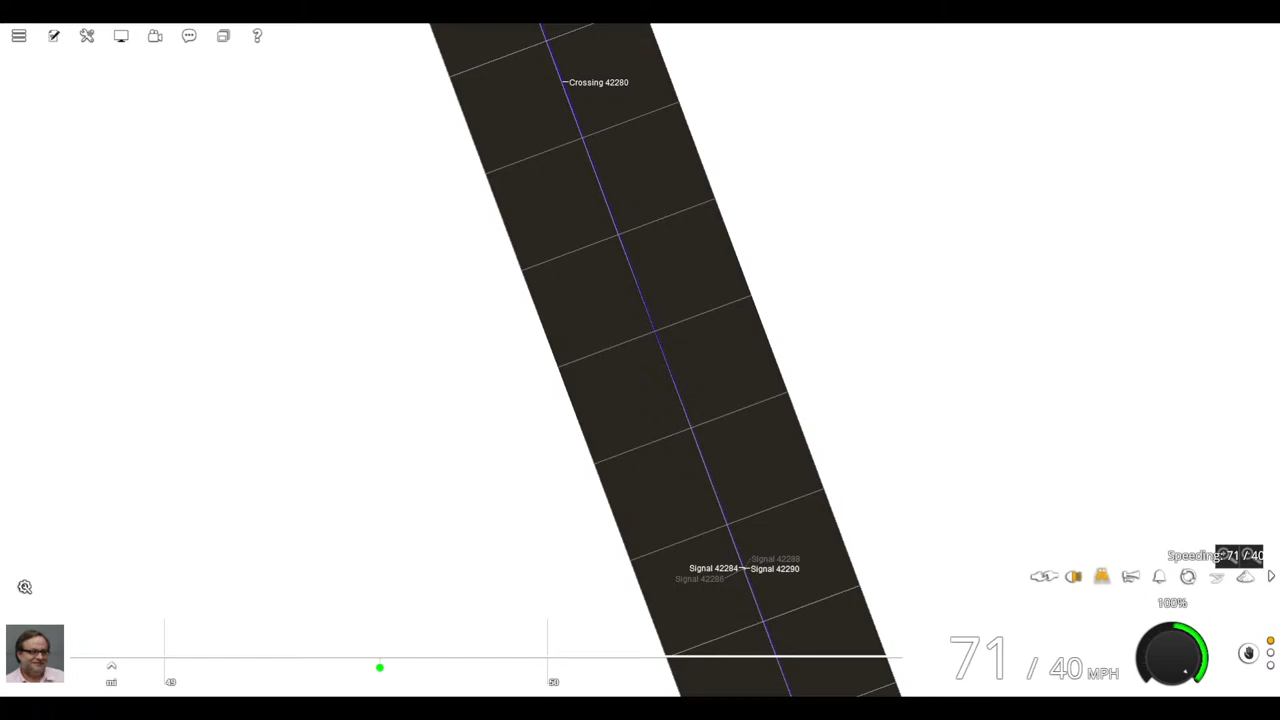 ?
Crossing 42280
Speeding: 71 / 40
Signal 42288
Signal 42284
Signal 42290
Signal 42286
100%
71 / 40 MPH
mi
49
50